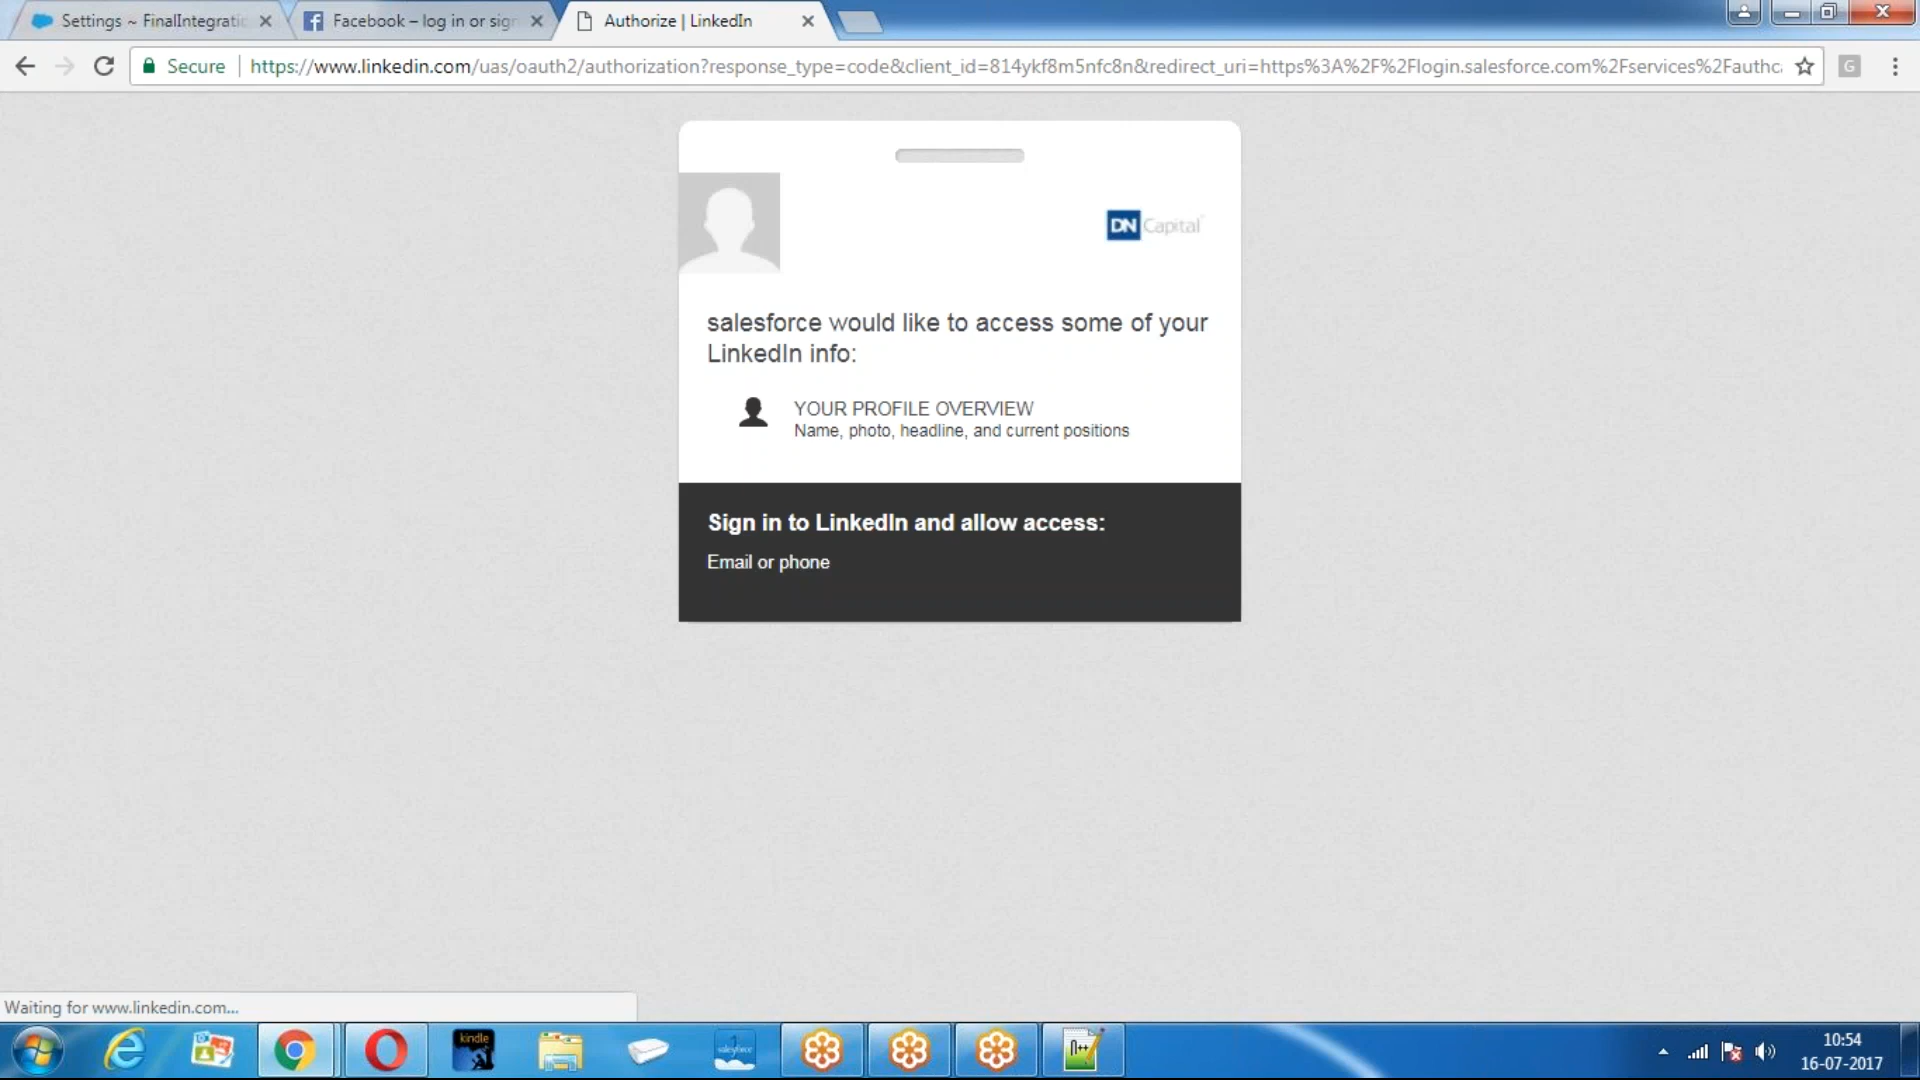 Settings ~ FinalIntegratic
Facebook – log in or sign
Authorize | LinkedIn
Secure
https://www.linkedin.com/uas/oauth2/authorization?response_type=code&client_id=814ykf8m5nfc8n&redirect_uri=https%3A%2F%2Flogin.salesforce.com%2Fservices%2Fauthc
G
DN Capital
salesforce would like to access some of your
LinkedIn info:
YOUR PROFILE OVERVIEW
Name, photo, headline, and current positions
Sign in to LinkedIn and allow access:
Email or phone
Waiting for www.linkedin.com...
kindle
salesforce
n++
10:54
16-07-2017